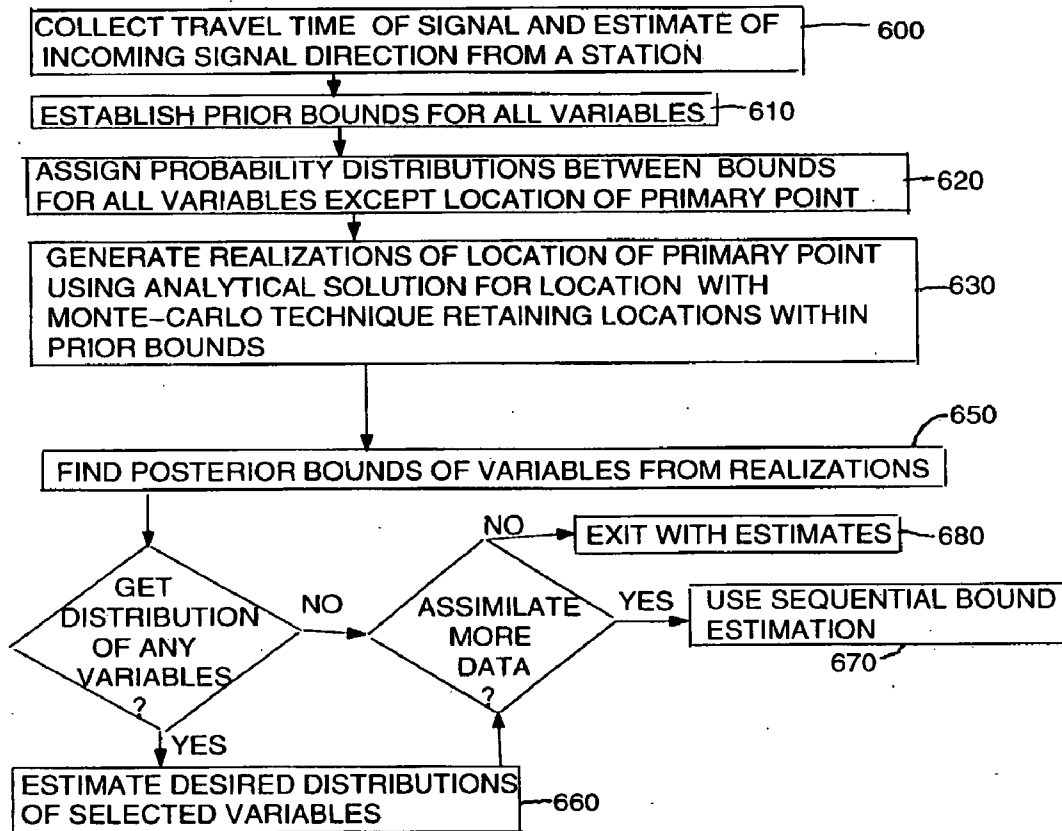 COLLECT TRAVEL TIME OF SIGNAL AND ESTIMATE OF
INCOMING SIGNAL DIRECTION FROM A STATION
600
ESTABLISH PRIOR BOUNDS FOR ALL VARIABLES
610
ASSIGN PROBABILITY DISTRIBUTIONS BETWEEN BOUNDS
FOR ALL VARIABLES EXCEPT LOCATION OF PRIMARY POINT
620
GENERATE REALIZATIONS OF LOCATION OF PRIMARY POINT
USING ANALYTICAL SOLUTION FOR LOCATION WITH
MONTE-CARLO TECHNIQUE RETAINING LOCATIONS WITHIN
PRIOR BOUNDS
630
650
FIND POSTERIOR BOUNDS OF VARIABLES FROM REALIZATIONS
GET
DISTRIBUTION
OF ANY
VARIABLES
?
NO
YES
ASSIMILATE
MORE
DATA
?
NO
EXIT WITH ESTIMATES
680
YES
USE SEQUENTIAL BOUND
ESTIMATION
670
ESTIMATE DESIRED DISTRIBUTIONS
OF SELECTED VARIABLES
660